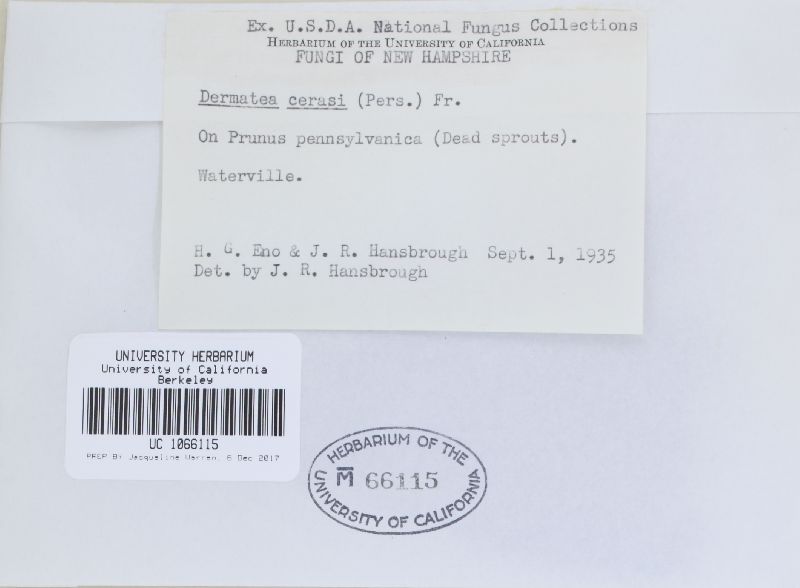 Ex. U.S.D.A. National Fungus Collections
HERBARIUM OF THE UNIVERSITY OF CALIFORNIA
FUNGI OF NEW HAMPSHIRE
Dermatea cerasi (Pers.) Fr.
On Prunus pennsylvanica (Dead sprouts).
Waterville.
H. G. Eno & J. R. Hansbrough Sept. 1, 1935
Det. by J. R. Hansbrough
UNIVERSITY HERBARIUM
University of California
Berkeley
UC 1066115
PREP BY Jacqueline Warren, 6 Dec 2017
HERBARIUM OF THE
M̅ 66115
UNIVERSITY OF CALIFORNIA